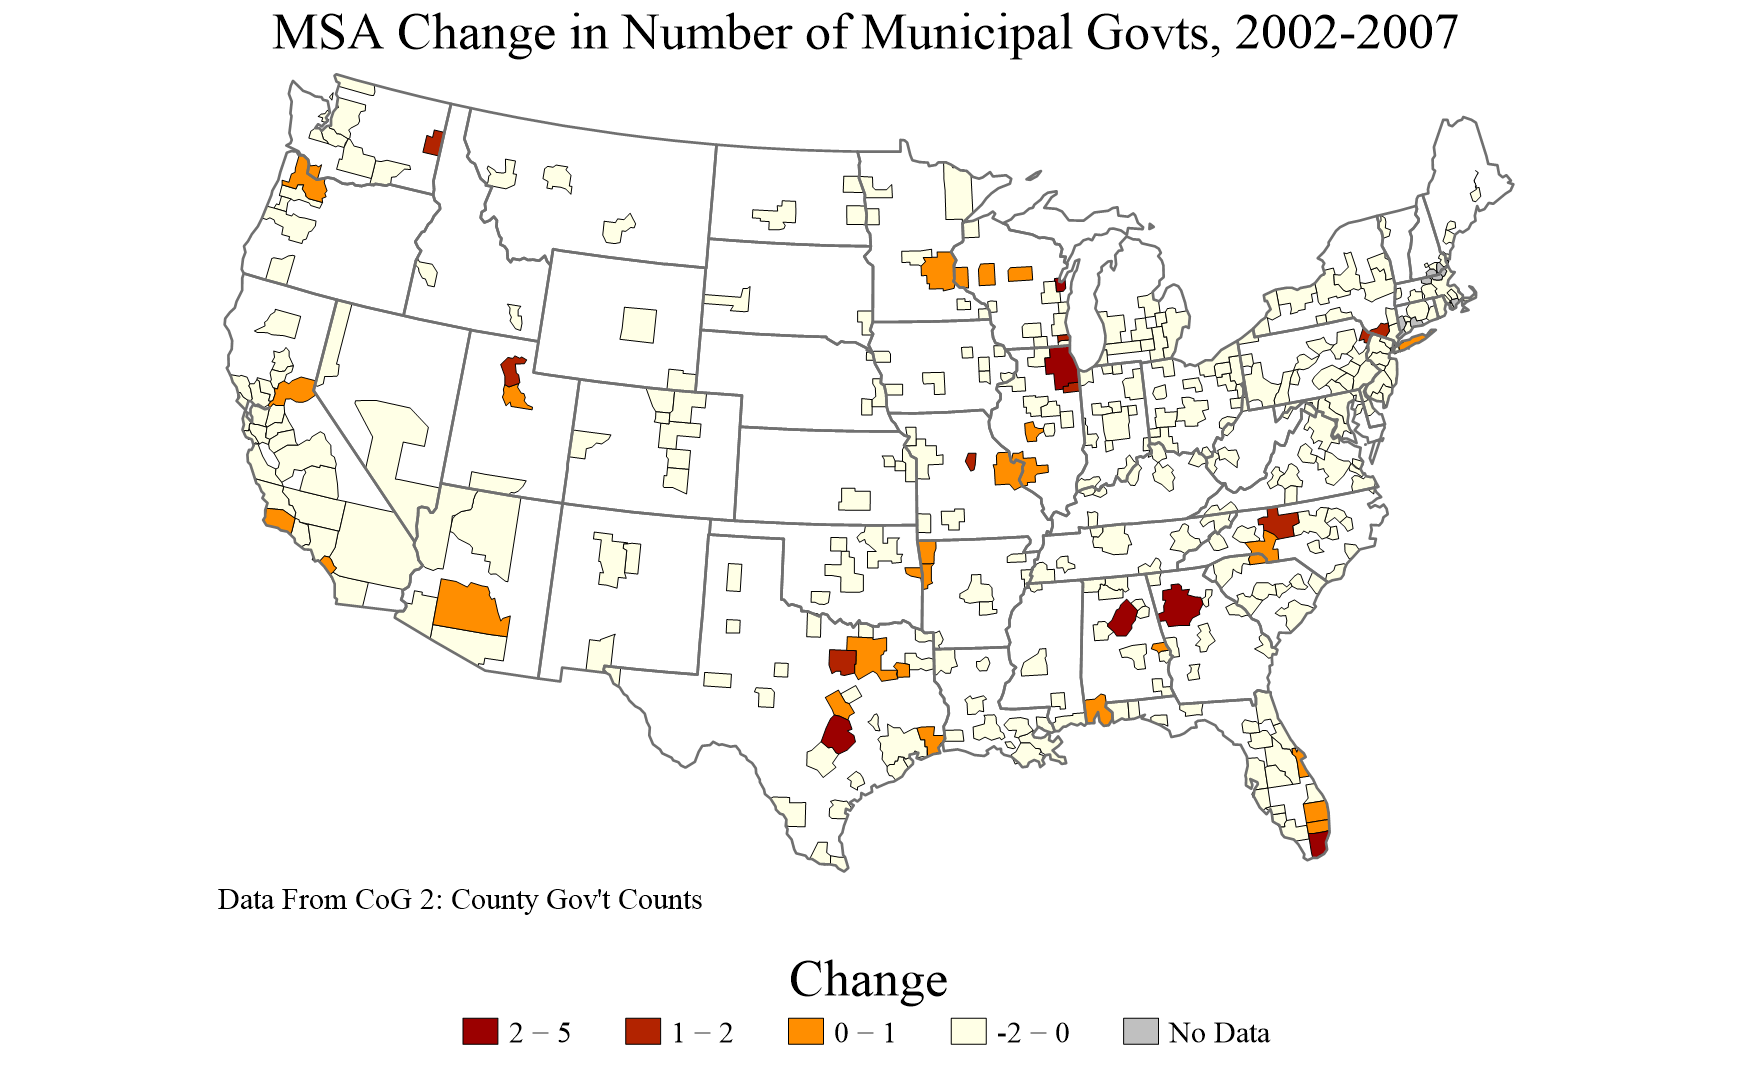 MSA Change in Number of Municipal Govts, 2002-2007
Data From CoG 2: County Gov't Counts
Change
2 – 5 1 – 2 0 – 1 -2 – 0 No Data